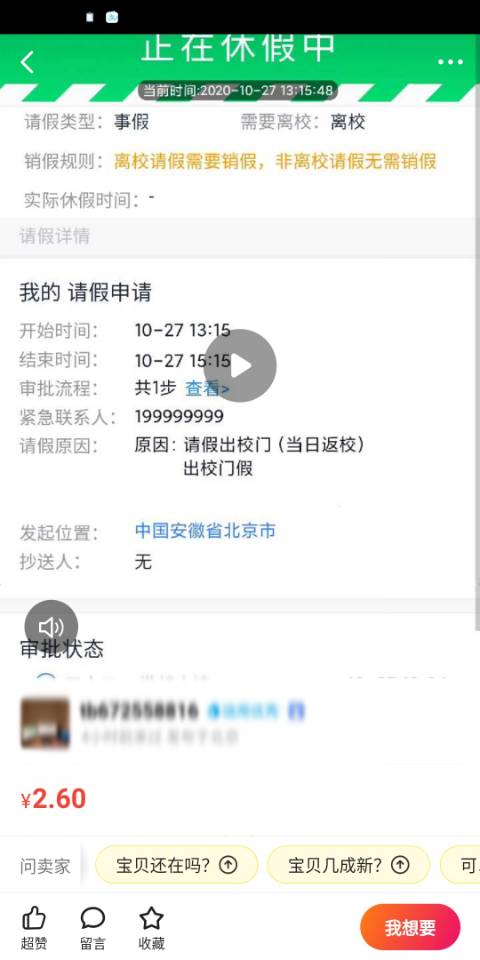 正在休假中
当前时间:2020-10-27 13:15:48
请假类型： 事假 需要离校： 离校
销假规则： 离校请假需要销假，非离校请假无需销假
实际休假时间： -
请假详情
我的 请假申请
开始时间： 10-27 13:15
结束时间： 10-27 15:15
审批流程： 共1步 查看>
紧急联系人： 199999999
请假原因： 原因：请假出校门（当日返校）
出校门假
发起位置： 中国安徽省北京市
抄送人： 无
审批状态
tb672558816
¥2.60
问卖家 宝贝还在吗？ 宝贝几成新？ 可
超赞 留言 收藏 我想要